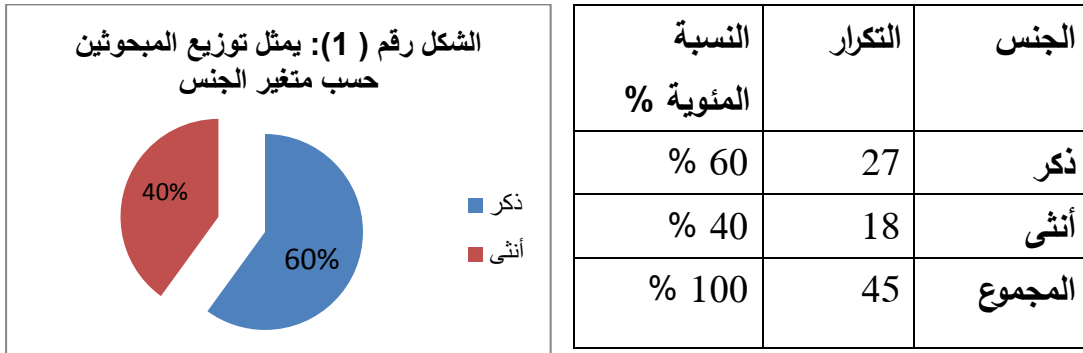 الشكل رقم ( 1): يمثل توزيع المبحوثين
حسب متغير الجنس
40%
60%
ذكر
أنثى
الجنس التكرار النسبة
المئوية %
ذكر 27 60 %
أنثى 18 40 %
المجموع 45 100 %